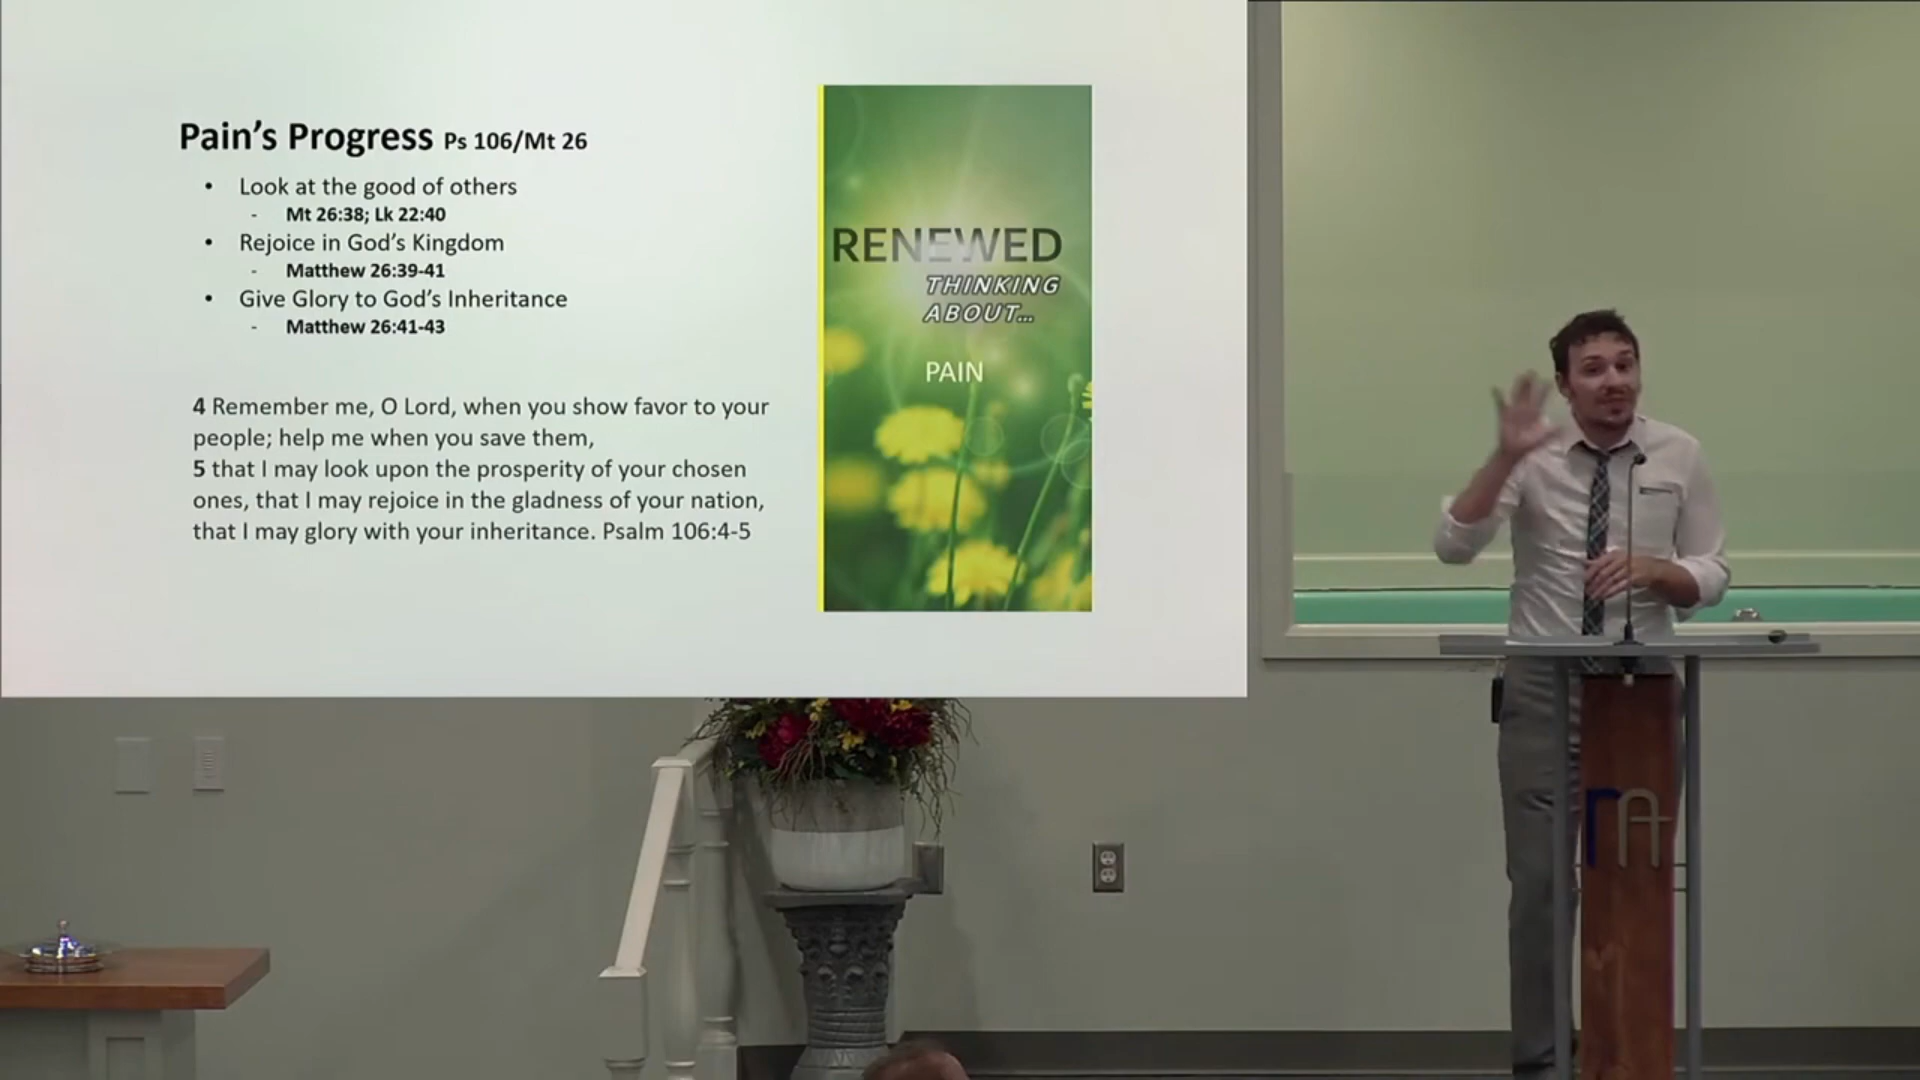 Pain's Progress Ps 106/Mt 26
• Look at the good of others
- Mt 26:38; Lk 22:40
• Rejoice in God's Kingdom
- Matthew 26:39-41
• Give Glory to God's Inheritance
- Matthew 26:41-43
4 Remember me, O Lord, when you show favor to your
people; help me when you save them,
5 that I may look upon the prosperity of your chosen
ones, that I may rejoice in the gladness of your nation,
that I may glory with your inheritance. Psalm 106:4-5
RENEWED
THINKING
ABOUT...
PAIN
rA